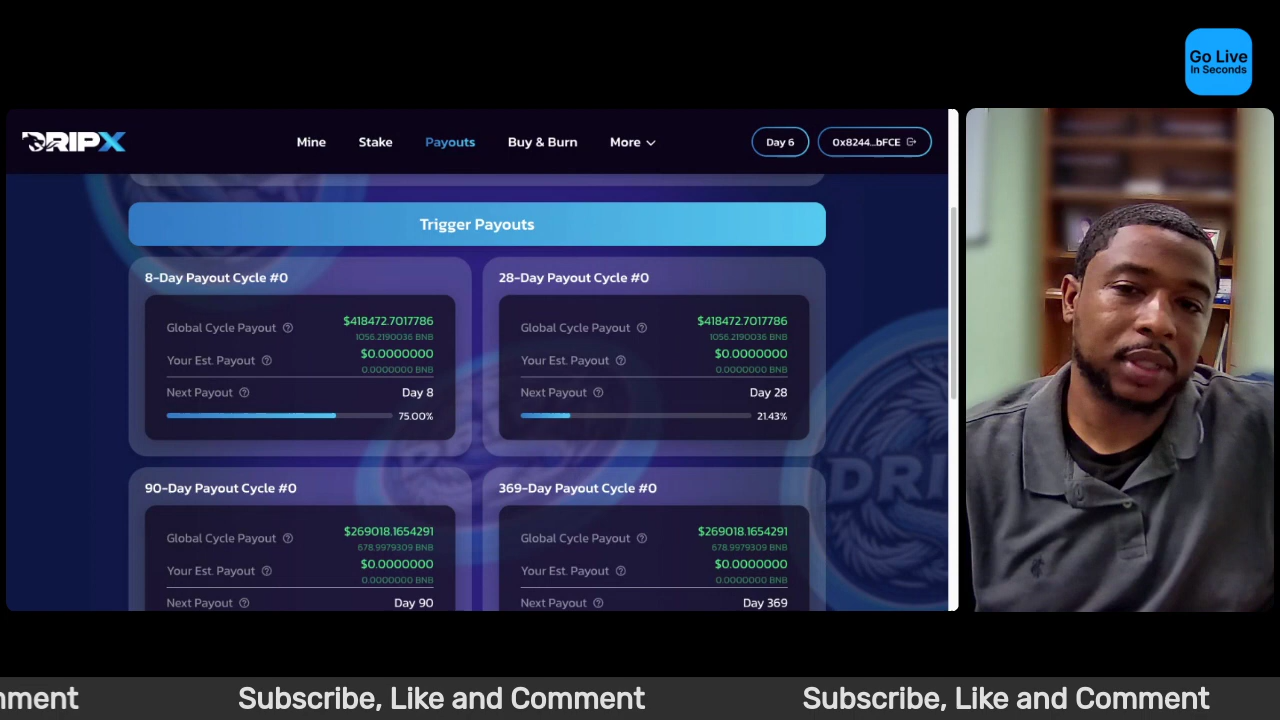 Go Live
In Seconds
DRIPX
Mine Stake Payouts Buy & Burn More Day 6 0x8244...bFCE
Trigger Payouts
8-Day Payout Cycle #0
Global Cycle Payout $418472.7017786
1056.2190036 BNB
Your Est. Payout $0.0000000
0.0000000 BNB
Next Payout Day 8
75.00%
28-Day Payout Cycle #0
Global Cycle Payout $418472.7017786
1056.2190036 BNB
Your Est. Payout $0.0000000
0.0000000 BNB
Next Payout Day 28
21.43%
90-Day Payout Cycle #0
Global Cycle Payout $269018.1654291
678.9979309 BNB
Your Est. Payout $0.0000000
0.0000000 BNB
Next Payout Day 90
369-Day Payout Cycle #0
Global Cycle Payout $269018.1654291
678.9979309 BNB
Your Est. Payout $0.0000000
0.0000000 BNB
Next Payout Day 369
DRI
mment Subscribe, Like and Comment Subscribe, Like and Comment